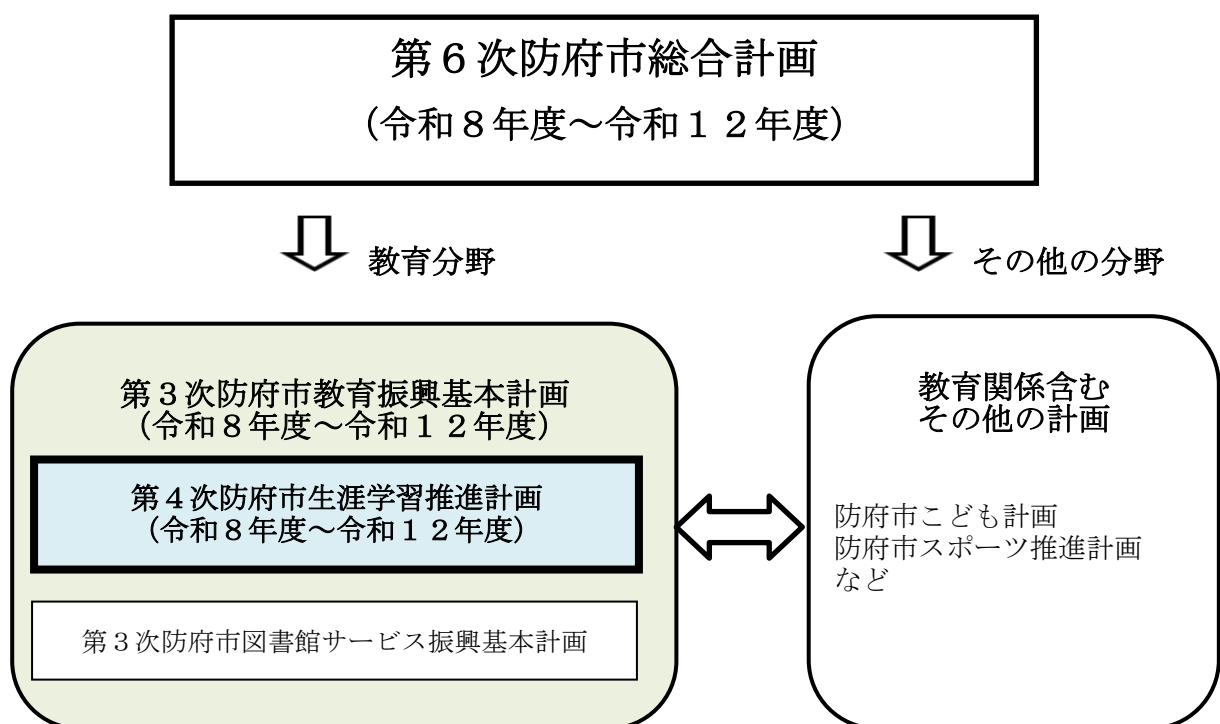 第６次防府市総合計画
（令和８年度～令和１２年度）
教育分野
その他の分野
第３次防府市教育振興基本計画
（令和８年度～令和１２年度）
第４次防府市生涯学習推進計画
（令和８年度～令和１２年度）
第３次防府市図書館サービス振興基本計画
教育関係含む
その他の計画
防府市こども計画
防府市スポーツ推進計画
など